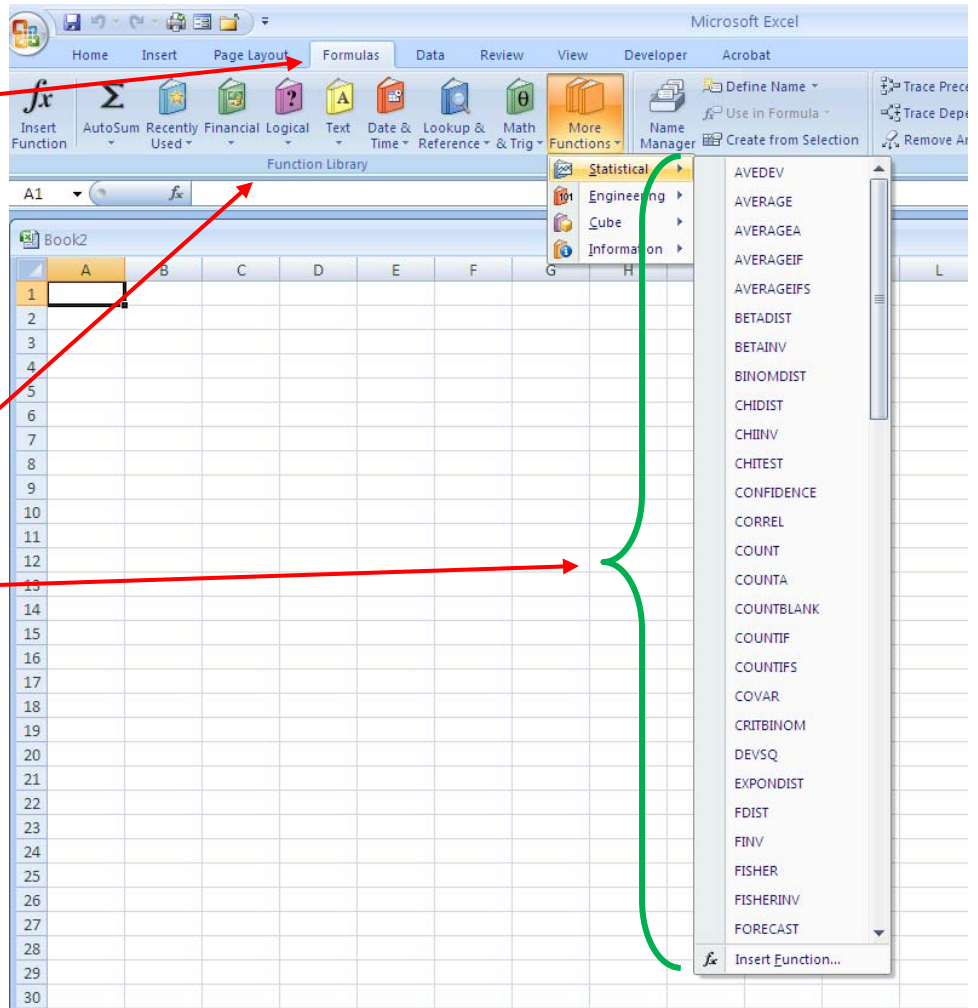 Microsoft Excel
Home Insert Page Layout Formulas Data Review View Developer Acrobat
fx Σ ? A θ
Insert Function AutoSum Recently Used Financial Logical Text Date & Time Lookup & Reference Math & Trig More Functions Name Manager
Define Name
Use in Formula
Create from Selection
Trace Prece
Trace Depe
Remove Ar
Function Library
A1 fx
Statistical
101 Engineering
Cube
Information
Book2
A B C D E F G H L
1
2
3
4
5
6
7
8
9
10
11
12
13
14
15
16
17
18
19
20
21
22
23
24
25
26
27
28
29
30
AVEDEV
AVERAGE
AVERAGEA
AVERAGEIF
AVERAGEIFS
BETADIST
BETAINV
BINOMDIST
CHIDIST
CHIINV
CHITEST
CONFIDENCE
CORREL
COUNT
COUNTA
COUNTBLANK
COUNTIF
COUNTIFS
COVAR
CRITBINOM
DEVSQ
EXPONDIST
FDIST
FINV
FISHER
FISHERINV
FORECAST
fx Insert Function...